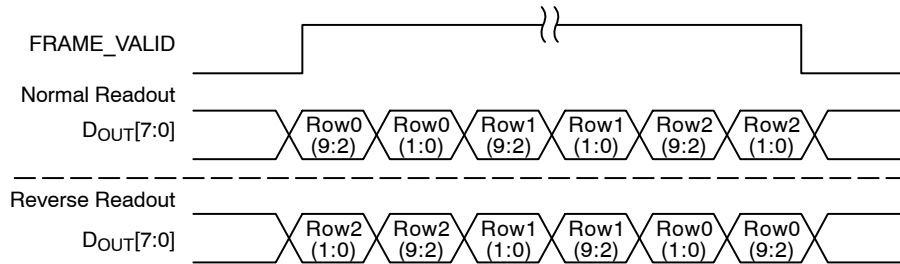 FRAME_VALID
Normal Readout
DOUT[7:0]
Row0 Row0 Row1 Row1 Row2 Row2
(9:2) (1:0) (9:2) (1:0) (9:2) (1:0)
Reverse Readout
DOUT[7:0]
Row2 Row2 Row1 Row1 Row0 Row0
(1:0) (9:2) (1:0) (9:2) (1:0) (9:2)